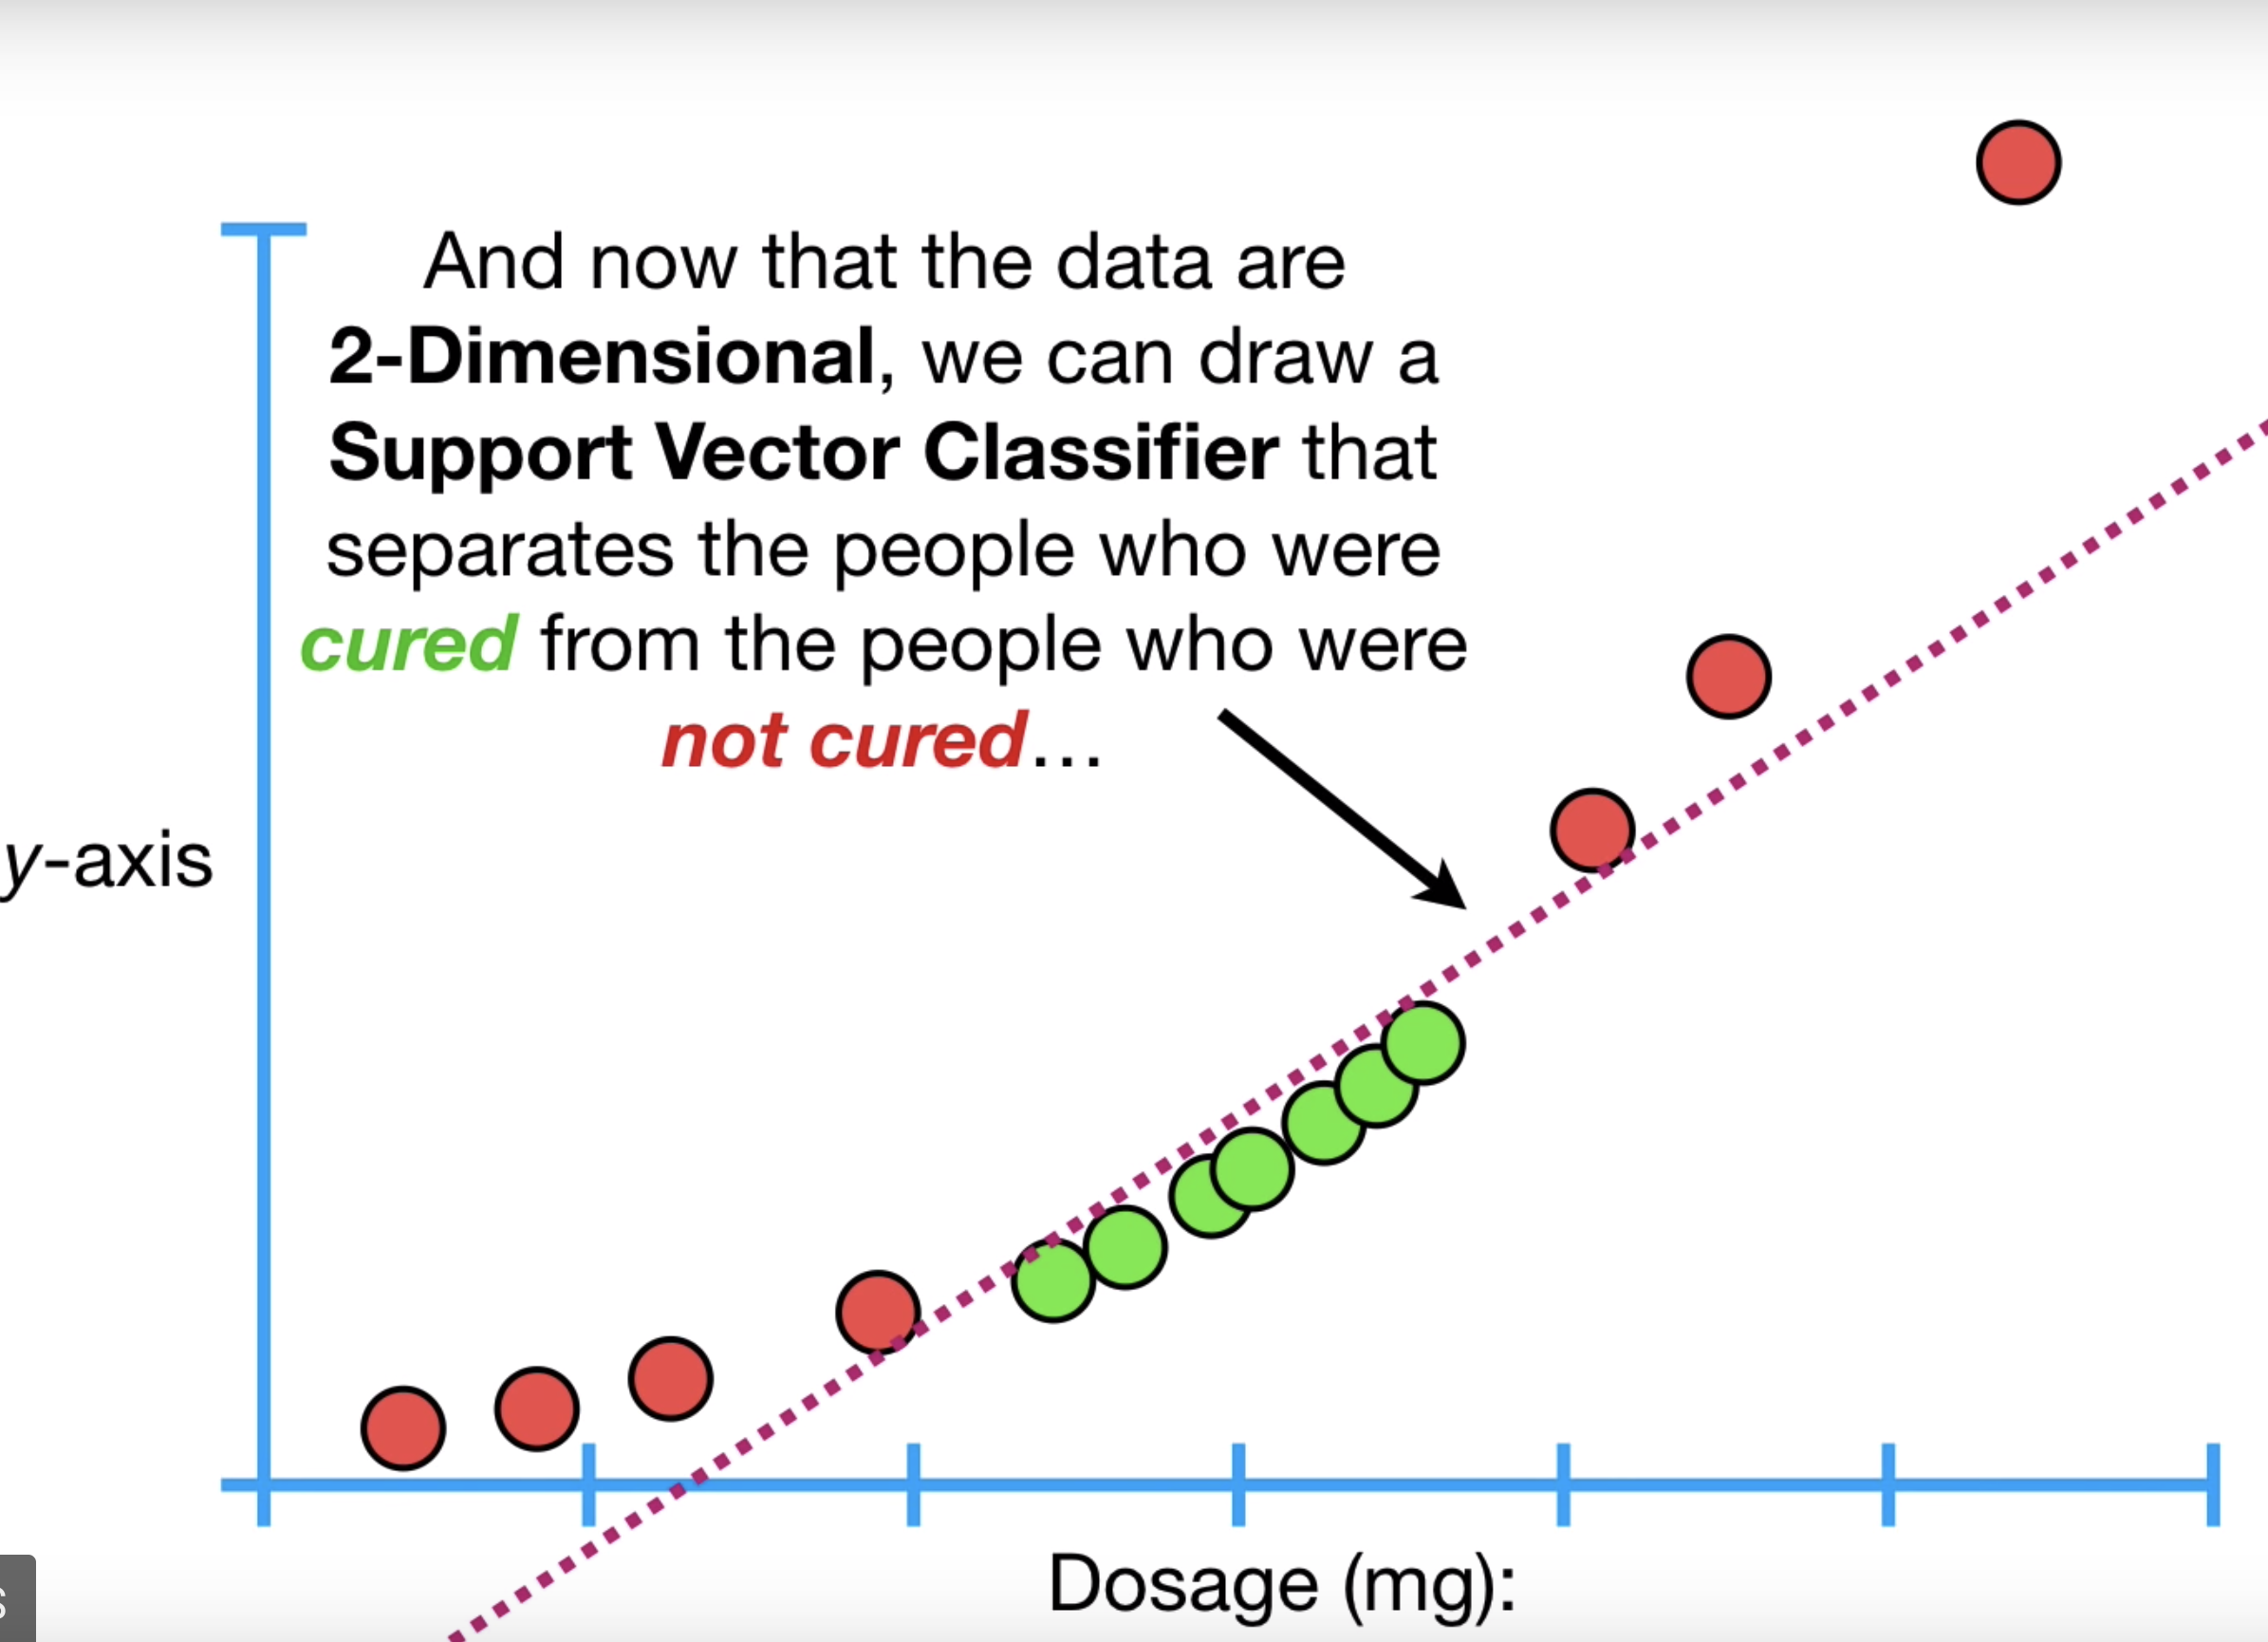 And now that the data are
2-Dimensional, we can draw a
Support Vector Classifier that
separates the people who were
cured from the people who were
not cured…
y-axis
Dosage (mg):
s